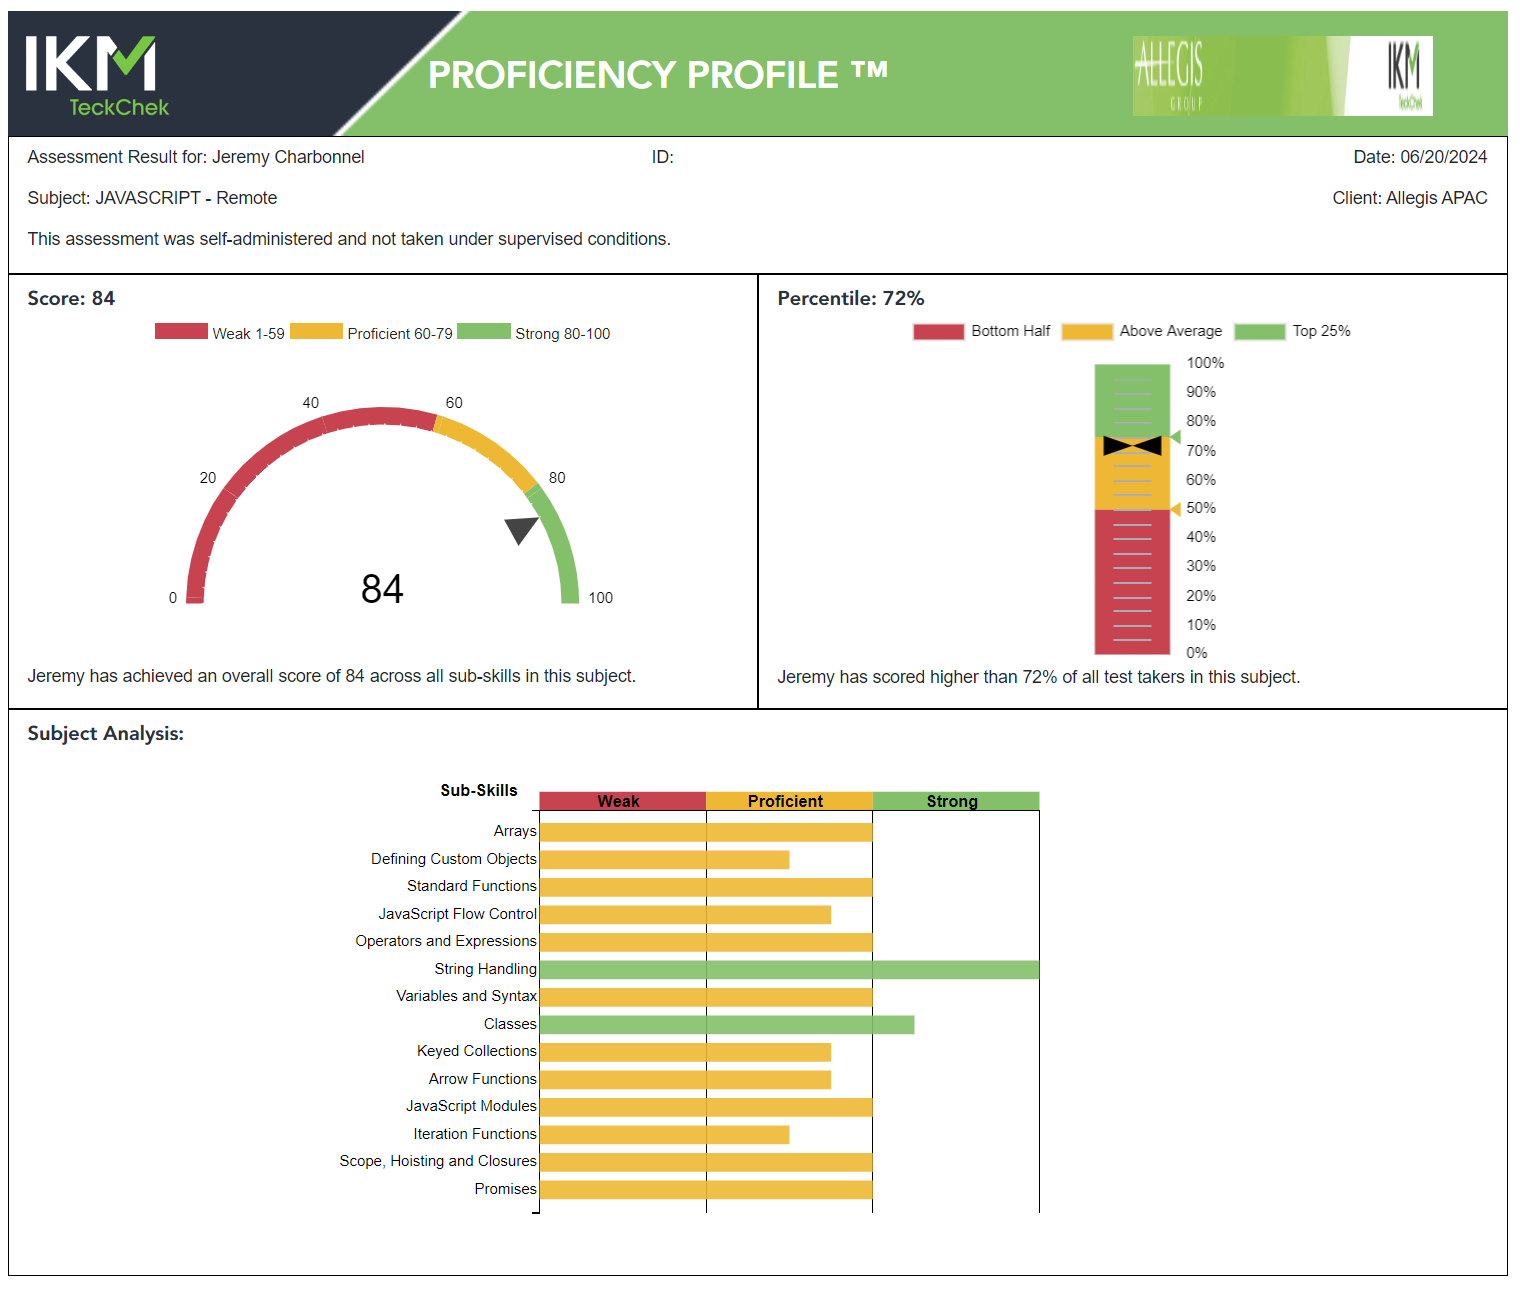 IKM
TeckChek
PROFICIENCY PROFILE ™
ALLEGIS
GROUP
IKM
TeckChek
Assessment Result for: Jeremy Charbonnel
ID:
Date: 06/20/2024
Subject: JAVASCRIPT - Remote
Client: Allegis APAC
This assessment was self-administered and not taken under supervised conditions.
Score: 84
Weak 1-59
Proficient 60-79
Strong 80-100
0
20
40
60
80
100
84
Jeremy has achieved an overall score of 84 across all sub-skills in this subject.
Percentile: 72%
Bottom Half
Above Average
Top 25%
100%
90%
80%
70%
60%
50%
40%
30%
20%
10%
0%
Jeremy has scored higher than 72% of all test takers in this subject.
Subject Analysis:
Sub-Skills
Weak
Proficient
Strong
Arrays
Defining Custom Objects
Standard Functions
JavaScript Flow Control
Operators and Expressions
String Handling
Variables and Syntax
Classes
Keyed Collections
Arrow Functions
JavaScript Modules
Iteration Functions
Scope, Hoisting and Closures
Promises